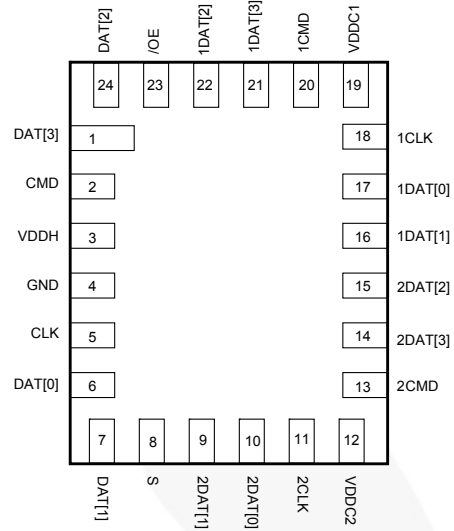 DAT[2] /OE 1DAT[2] 1DAT[3] 1CMD VDDC1
24 23 22 21 20 19
DAT[3] 1 18 1CLK
CMD 2 17 1DAT[0]
VDDH 3 16 1DAT[1]
GND 4 15 2DAT[2]
CLK 5 14 2DAT[3]
DAT[0] 6 13 2CMD
7 8 9 10 11 12
DAT[1] S 2DAT[1] 2DAT[0] 2CLK VDDC2